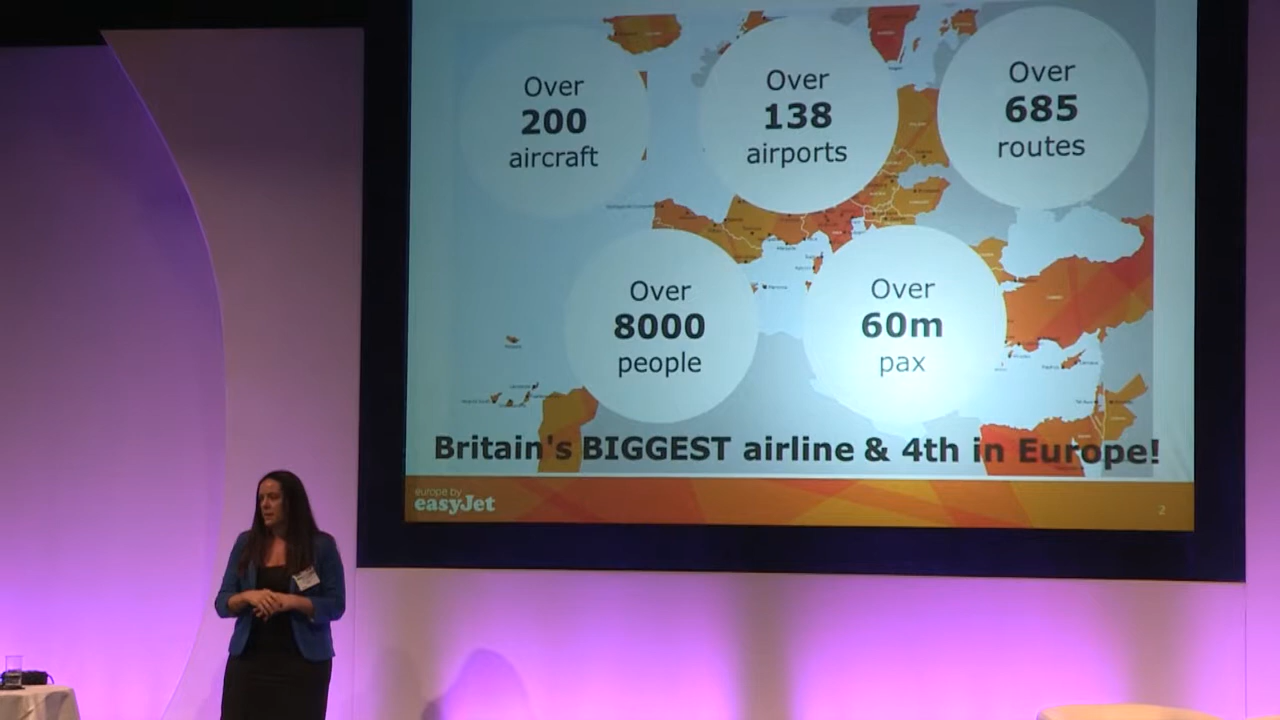 Over
200
aircraft
Over
138
airports
Over
685
routes
Over
8000
people
Over
60m
pax
Britain's BIGGEST airline & 4th in Europe!
europe by
easyJet
2